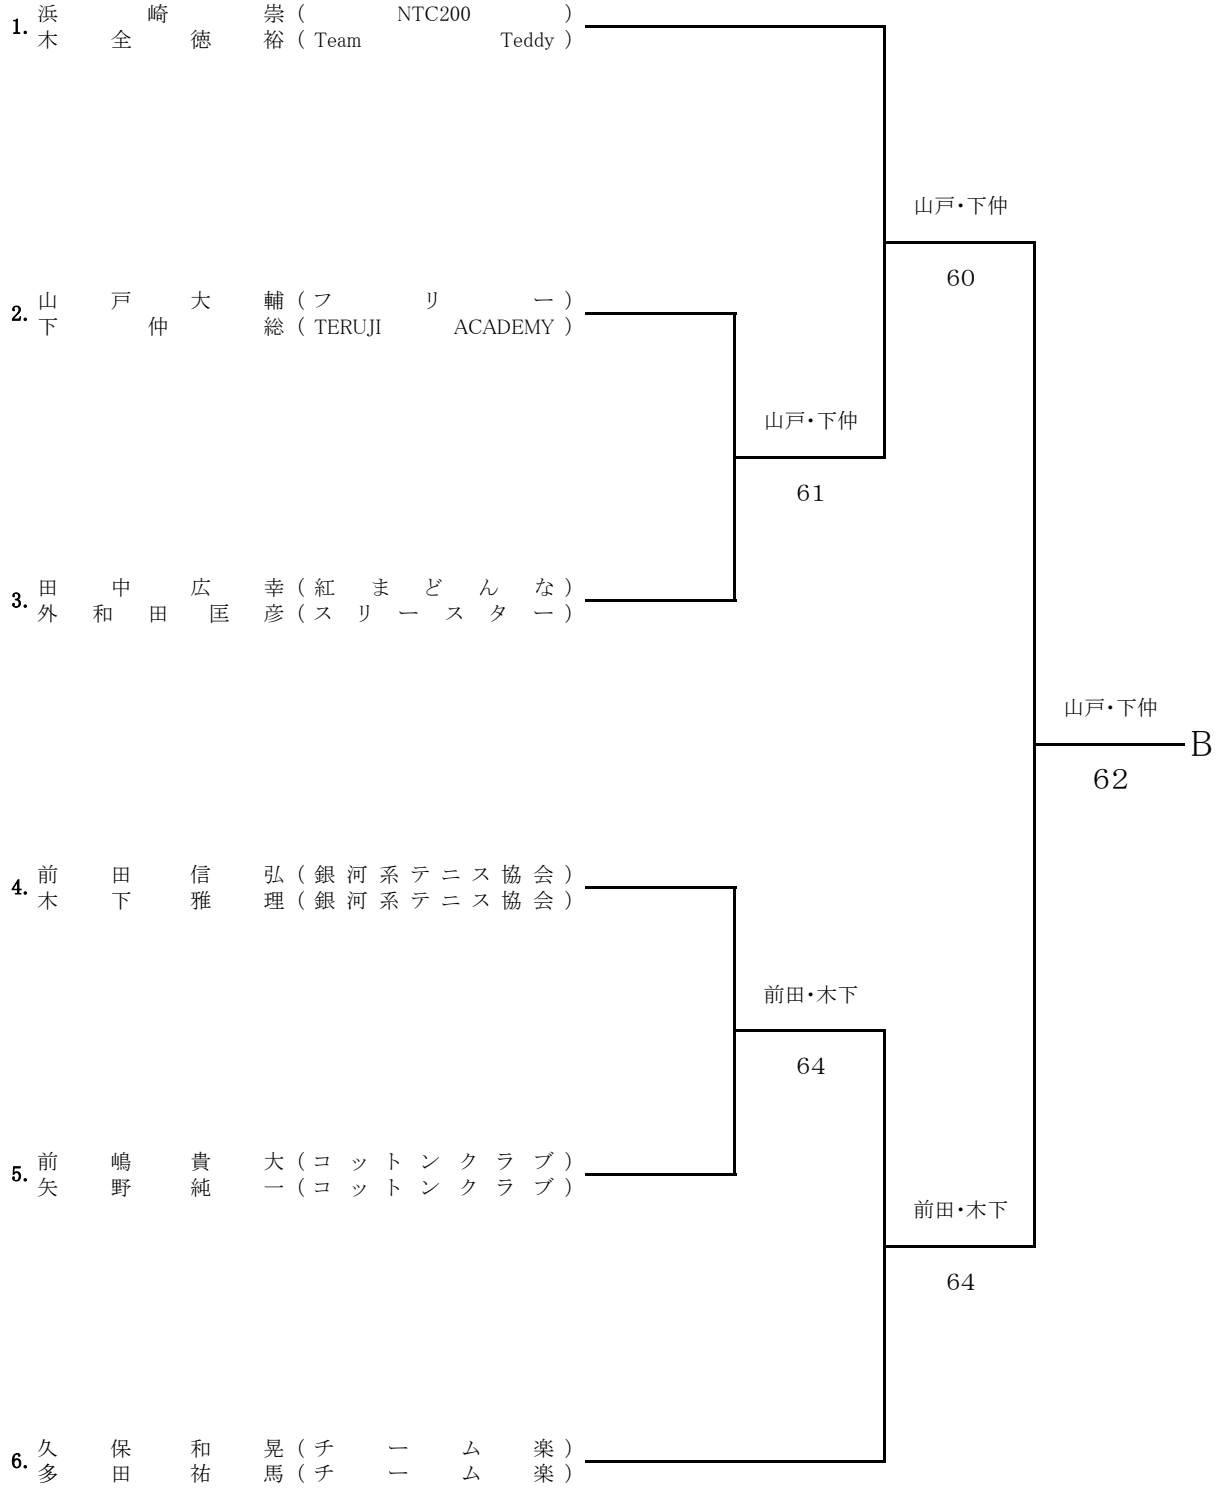 1. 浜崎崇 ( NTC200 )
木全徳裕 ( Team Teddy )
山戸・下仲
60
2. 山戸大輔 ( フリー )
下仲総 ( TERUJI ACADEMY )
山戸・下仲
61
3. 田中広幸 ( 紅まどんな )
外和田匡彦 ( スリースター )
山戸・下仲
B
62
4. 前田信弘 ( 銀河系テニス協会 )
木下雅理 ( 銀河系テニス協会 )
前田・木下
64
5. 前嶋貴大 ( コットンクラブ )
矢野純一 ( コットンクラブ )
前田・木下
64
6. 久保和晃 ( チーム楽 )
多田祐馬 ( チーム楽 )